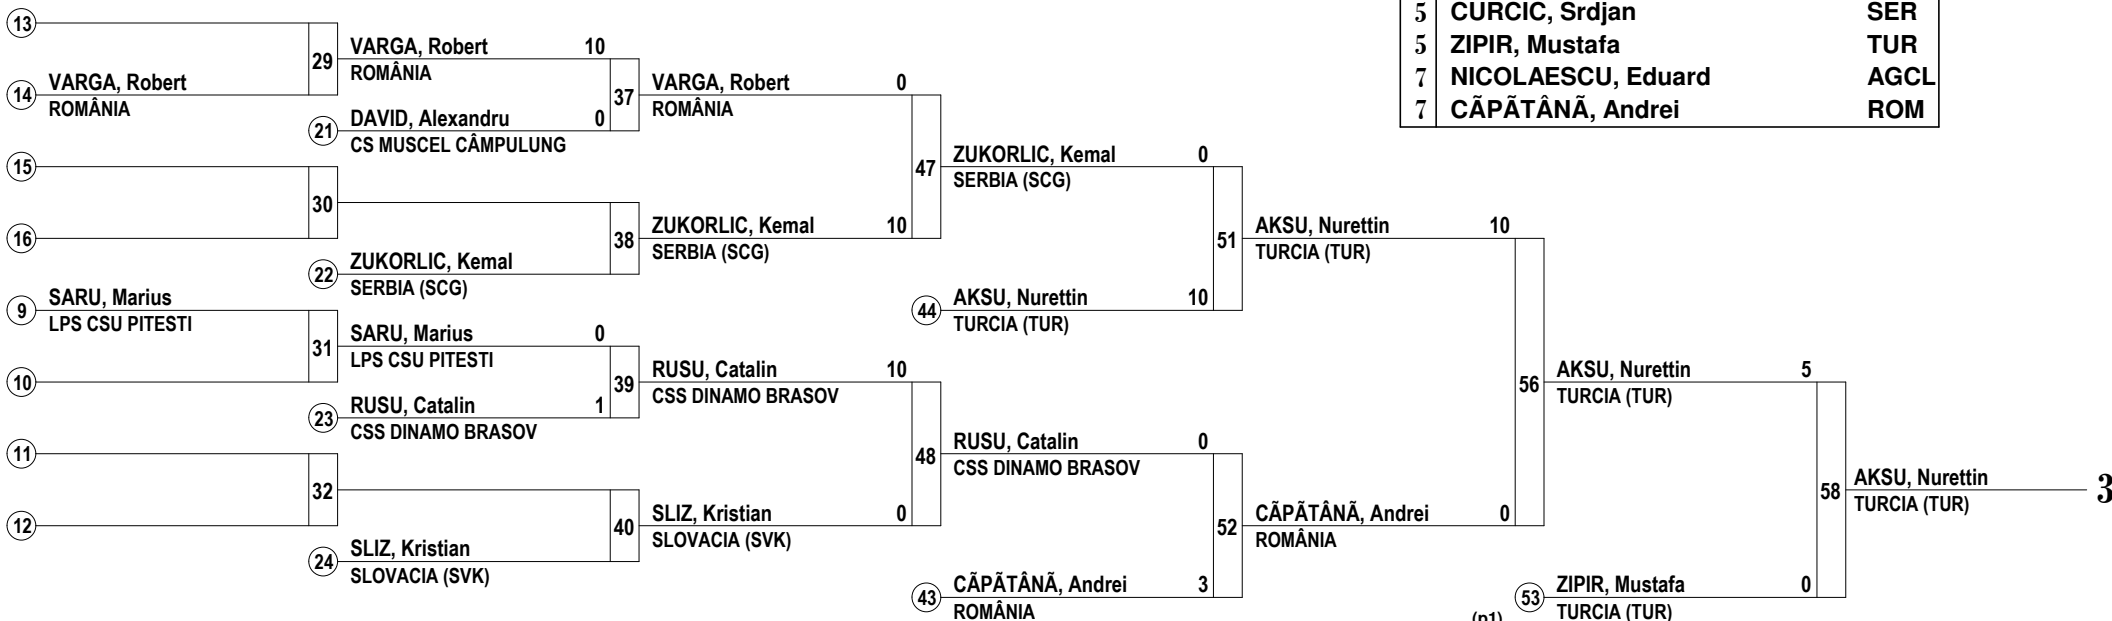 5 CURCIC, Srdjan SER
5 ZIPIR, Mustafa TUR
7 NICOLAESCU, Eduard AGCL
7 CÃPÃTÂNÃ, Andrei ROM
13
14 VARGA, Robert
ROMÂNIA
15
16
9 SARU, Marius
LPS CSU PITESTI
10
11
12
29 VARGA, Robert 10
ROMÂNIA
21 DAVID, Alexandru 0
CS MUSCEL CÂMPULUNG
30
22 ZUKORLIC, Kemal
SERBIA (SCG)
31 SARU, Marius 0
LPS CSU PITESTI
23 RUSU, Catalin 1
CSS DINAMO BRASOV
32
24 SLIZ, Kristian
SLOVACIA (SVK)
37 VARGA, Robert 0
ROMÂNIA
38 ZUKORLIC, Kemal 10
SERBIA (SCG)
39 RUSU, Catalin 10
CSS DINAMO BRASOV
40 SLIZ, Kristian 0
SLOVACIA (SVK)
47 ZUKORLIC, Kemal 0
SERBIA (SCG)
44 AKSU, Nurettin 10
TURCIA (TUR)
48 RUSU, Catalin 0
CSS DINAMO BRASOV
43 CÃPÃTÂNÃ, Andrei 3
ROMÂNIA
51 AKSU, Nurettin 10
TURCIA (TUR)
52 CÃPÃTÂNÃ, Andrei 0
ROMÂNIA
56 AKSU, Nurettin 5
TURCIA (TUR)
53 ZIPIR, Mustafa 0
TURCIA (TUR)
(p1)
58 AKSU, Nurettin 3
TURCIA (TUR)